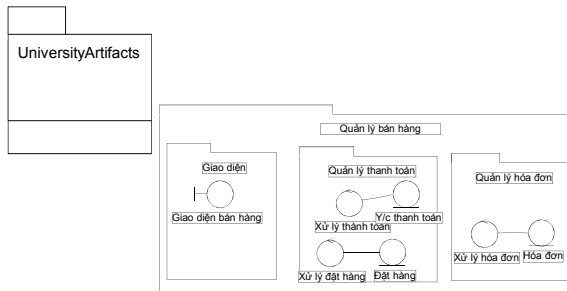 UniversityArtifacts
Quản lý bán hàng
Giao diện
Giao diện bán hàng
Quản lý thanh toán
Y/c thanh toán
Xử lý thành toán
Xử lý đặt hàng
Đặt hàng
Quản lý hóa đơn
Xử lý hóa đơn
Hóa đơn